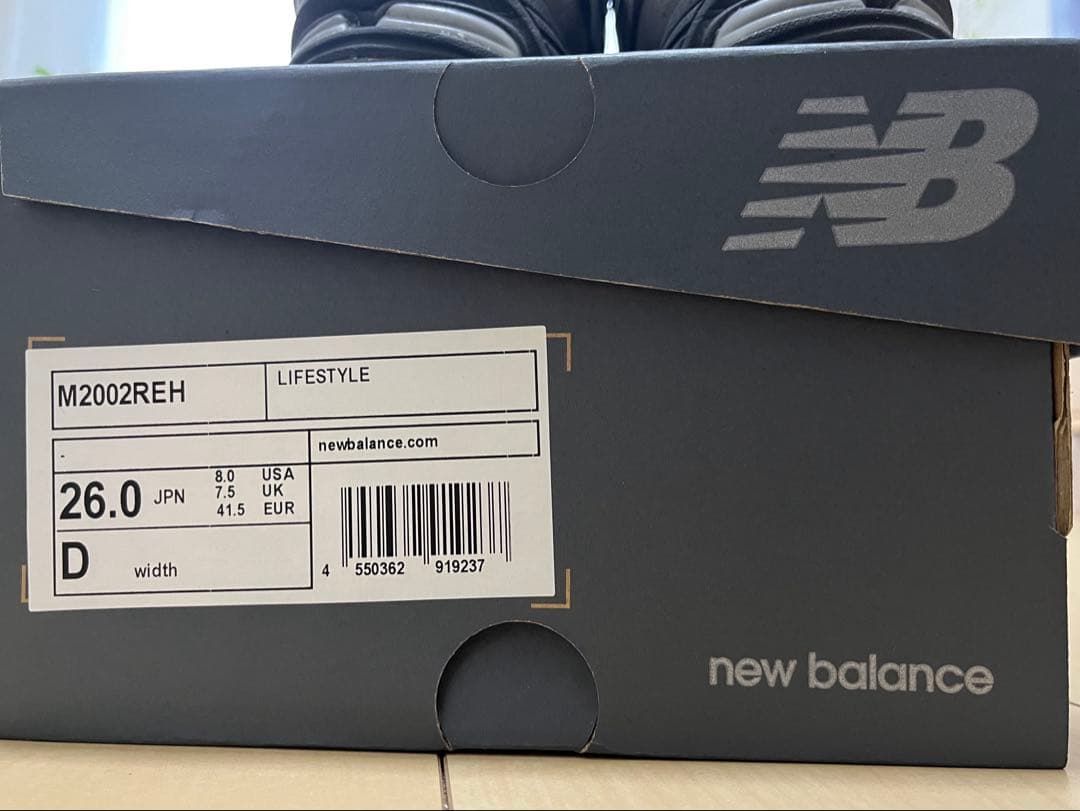 NB
M2002REH
LIFESTYLE
-
newbalance.com
26.0 JPN
8.0 USA
7.5 UK
41.5 EUR
D width
4 550362 919237
new balance